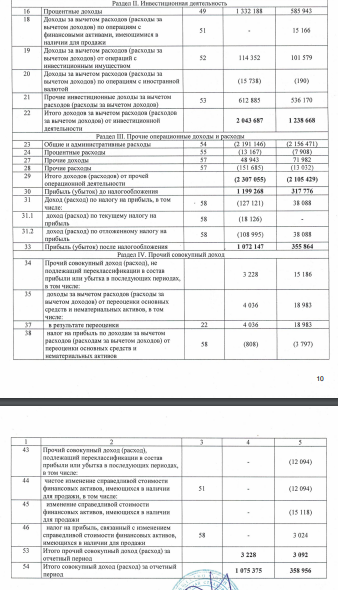 Раздел II. Инвестиционная деятельность
16 Процентные доходы 49 1 332 188 585 943
18 Доходы за вычетом расходов (расходы за
вычетом доходов) по операциям с
финансовыми активами, имеющимися в
наличии для продажи 51 - 15 166
19 Доходы за вычетом расходов (расходы за
вычетом доходов) от операций с
инвестиционным имуществом 52 114 352 101 579
20 Доходы за вычетом расходов (расходы за
вычетом доходов) по операциям с иностранной
валютой (15 738) (190)
21 Прочие инвестиционные доходы за вычетом
расходов (расходы за вычетом доходов) 53 612 885 536 170
22 Итого доходов за вычетом расходов (расходов
за вычетом доходов) от инвестиционной
деятельности 2 043 687 1 238 668
Раздел III. Прочие операционные доходы и расходы
23 Общие и административные расходы 54 (2 191 146) (2 156 471)
24 Процентные расходы 55 (13 167) (7 908)
27 Прочие доходы 57 48 943 71 982
28 Прочие расходы 57 (151 685) (13 032)
29 Итого доходов (расходов) от прочей
операционной деятельности (2 307 055) (2 105 429)
30 Прибыль (убыток) до налогообложения 1 199 268 317 776
31 Доход (расход) по налогу на прибыль, в том
числе: 58 (127 121) 38 088
31.1 доход (расход) по текущему налогу на
прибыль 58 (18 126) -
31.2 доход (расход) по отложенному налогу на
прибыль 58 (108 995) 38 088
33 Прибыль (убыток) после налогообложения 1 072 147 355 864
Раздел IV. Прочий совокупный доход
34 Прочий совокупный доход (расход), не
подлежащий переклассификации в состав
прибыли или убытка в последующих периодах,
в том числе: 3 228 15 186
35 доходы за вычетом расходов (расходы за
вычетом доходов) от переоценки основных
средств и нематериальных активов, в том
числе: 4 036 18 983
37 в результате переоценки 22 4 036 18 983
38 налог на прибыль по доходам за вычетом
расходов (расходам за вычетом доходов) от
переоценки основных средств и
нематериальных активов 58 (808) (3 797)
10
1 2 3 4 5
43 Прочий совокупный доход (расход),
подлежащий переклассификации в состав
прибыли или убытка в последующих периодах,
в том числе: - (12 094)
44 чистое изменение справедливой стоимости
финансовых активов, имеющихся в наличии
для продажи, в том числе: 51 - (12 094)
45 изменение справедливой стоимости
финансовых активов, имеющихся в наличии
для продажи - (15 118)
46 налог на прибыль, связанный с изменением
справедливой стоимости финансовых активов,
имеющихся в наличии для продажи 58 - 3 024
53 Итого прочий совокупный доход (расход) за
отчетный период 3 228 3 092
54 Итого совокупный доход (расход) за отчетный
период 1 075 375 358 956